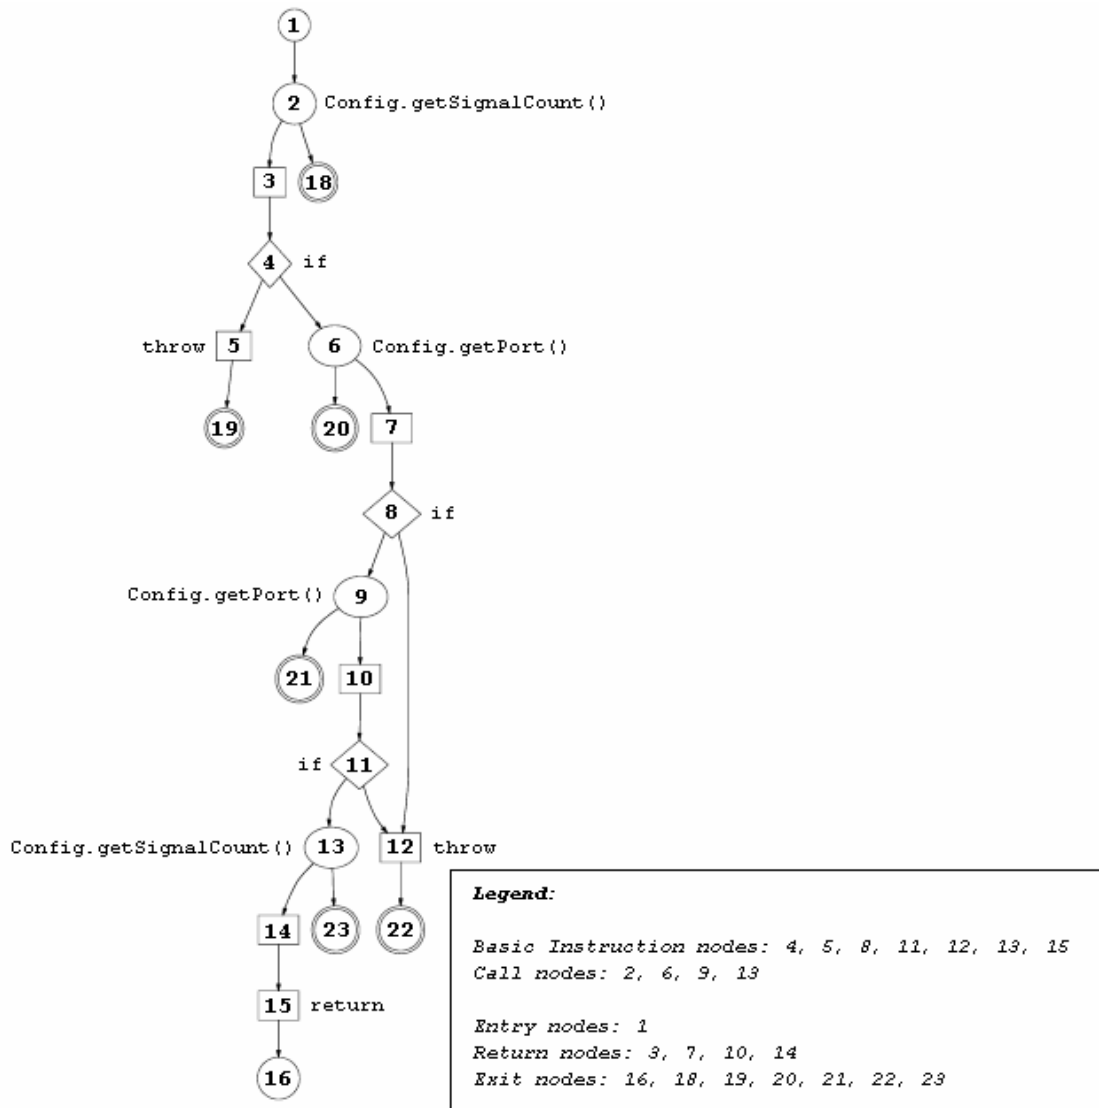 1
2 Config.getSignalCount()
3 18
4 if
throw 5 6 Config.getPort()
19 20 7
8 if
Config.getPort() 9
21 10
if 11
Config.getSignalCount() 13 12 throw
Legend:
14 23 22
Basic Instruction nodes: 4, 5, 8, 11, 12, 13, 15
Call nodes: 2, 6, 9, 13
15 return
Entry nodes: 1
Return nodes: 3, 7, 10, 14
16
Exit nodes: 16, 18, 19, 20, 21, 22, 23